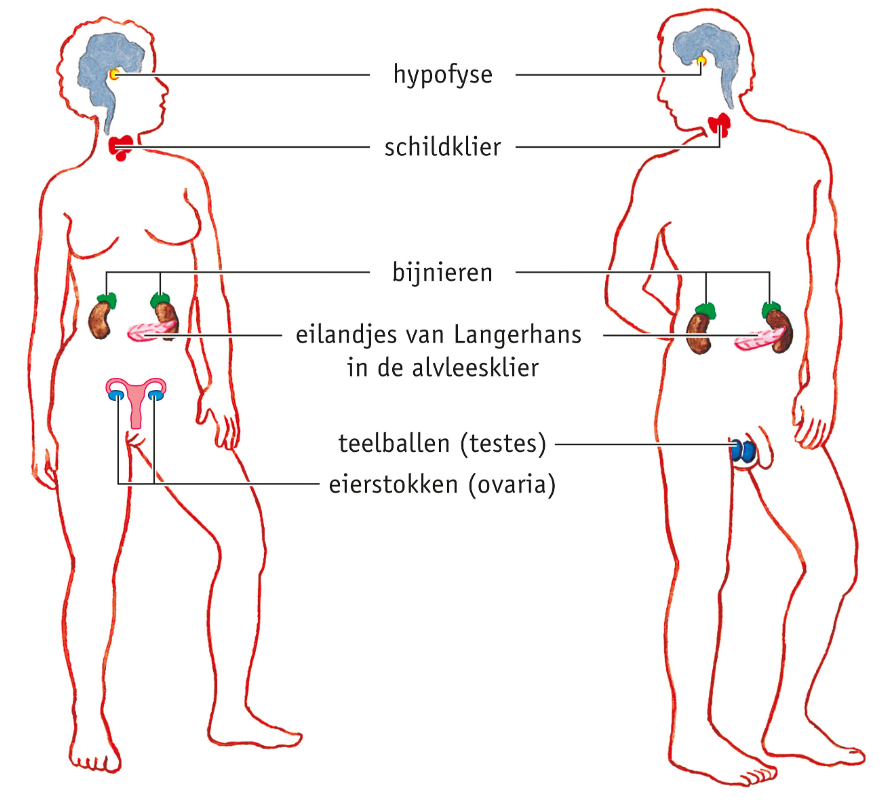 hypofyse
schildklier
bijnieren
eilandjes van Langerhans
in de alvleesklier
teelballen (testes)
eierstokken (ovaria)